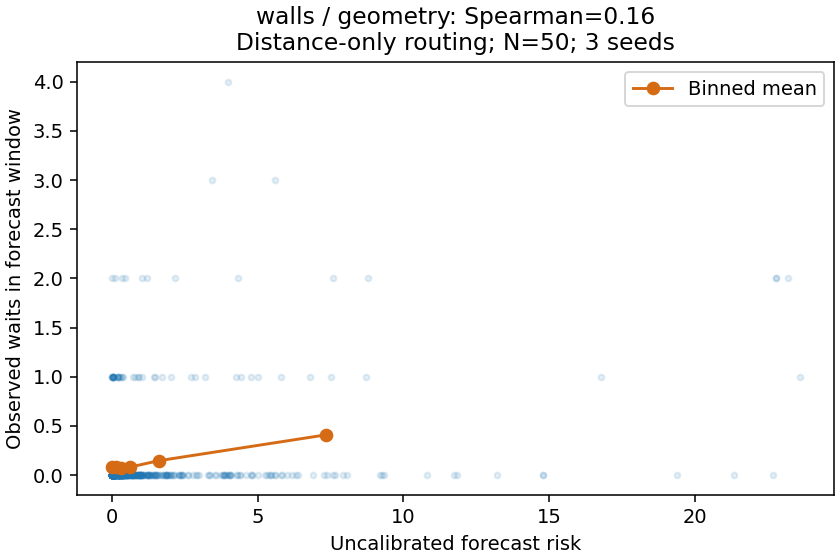 walls / geometry: Spearman=0.16
Distance-only routing; N=50; 3 seeds
Binned mean
Observed waits in forecast window
4.0
3.5
3.0
2.5
2.0
1.5
1.0
0.5
0.0
0 5 10 15 20
Uncalibrated forecast risk